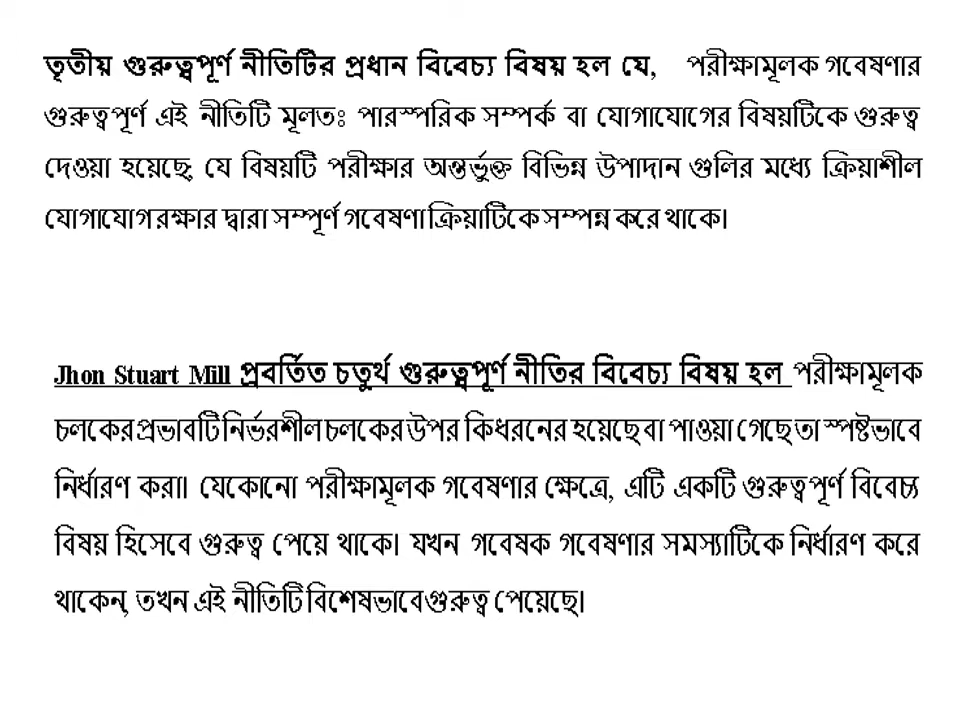 তৃতীয় গুরুত্বপূর্ণ নীতিটির প্রধান বিবেচ্য বিষয় হল যে, পরীক্ষামূলক গবেষণার
গুরুত্বপূর্ণ এই নীতিটি মূলতঃ পারস্পরিক সম্পর্ক বা যোগাযোগের বিষয়টিকে গুরুত্ব
দেওয়া হয়েছে, যে বিষয়টি পরীক্ষার অন্তর্ভুক্ত বিভিন্ন উপাদান গুলির মধ্যে ক্রিয়াশীল
যোগাযোগ রক্ষার দ্বারা সম্পূর্ণ গবেষণা ক্রিয়াটিকে সম্পন্ন করে থাকে।
Jhon Stuart Mill প্রবর্তিত চতুর্থ গুরুত্বপূর্ণ নীতির বিবেচ্য বিষয় হল পরীক্ষামূলক
চলকের প্রভাবটি নির্ভরশীল চলকের উপর কিধরনের হয়েছে বা পাওয়া গেছে তা স্পষ্টভাবে
নির্ধারণ করা। যেকোনো পরীক্ষামূলক গবেষণার ক্ষেত্রে, এটি একটি গুরুত্বপূর্ণ বিবেচ্য
বিষয় হিসেবে গুরুত্ব পেয়ে থাকে। যখন গবেষক গবেষণার সমস্যাটিকে নির্ধারণ করে
থাকেন, তখন এই নীতিটি বিশেষভাবে গুরুত্ব পেয়েছে।